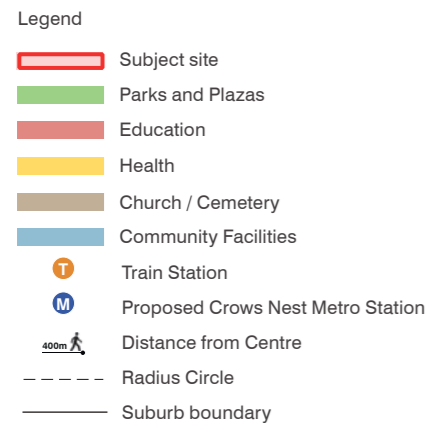 Legend
Subject site
Parks and Plazas
Education
Health
Church / Cemetery
Community Facilities
T Train Station
M Proposed Crows Nest Metro Station
400m Distance from Centre
Radius Circle
Suburb boundary